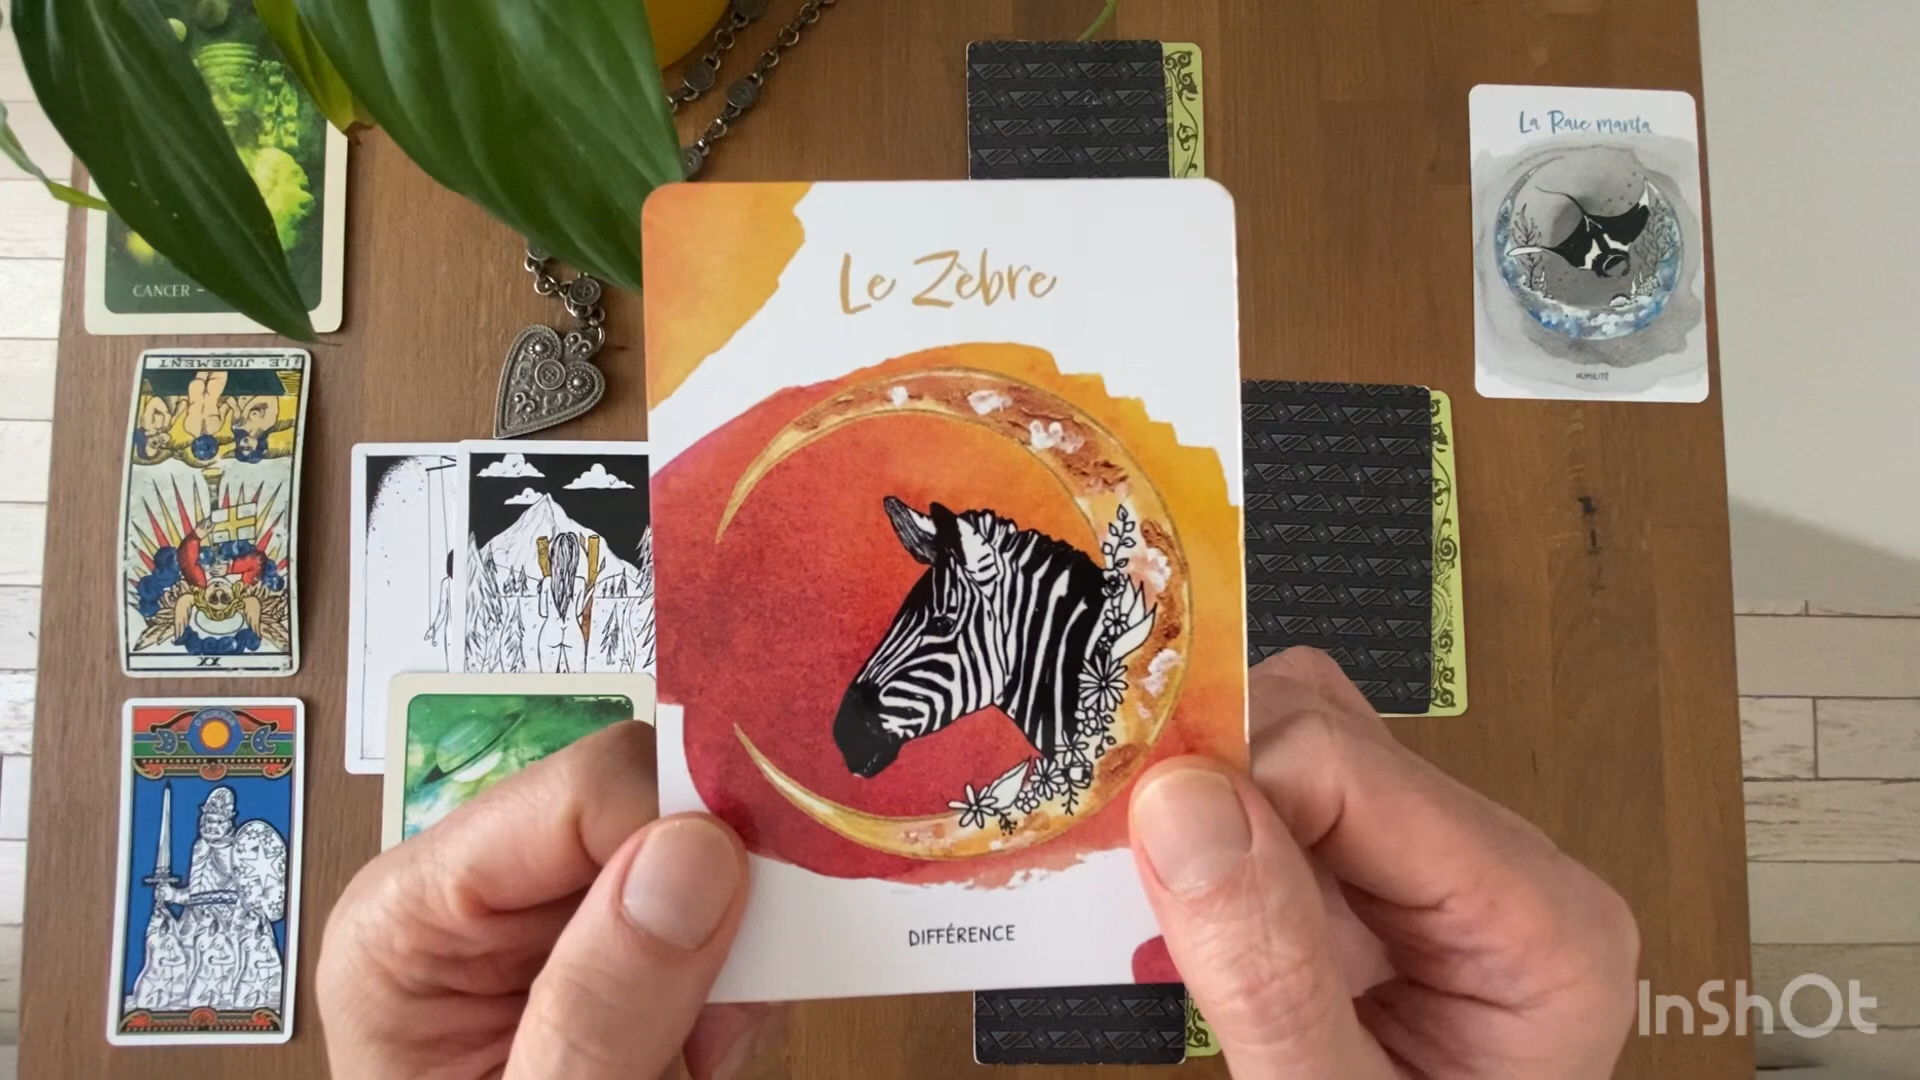 La Raie manta
HUMILITÉ
Le Zèbre
DIFFÉRENCE
CANCER –
LE·JUGEMENT
XX
InShOt